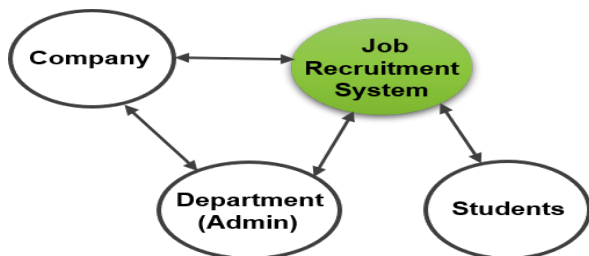 Company
Job
Recruitment
System
Department
(Admin)
Students